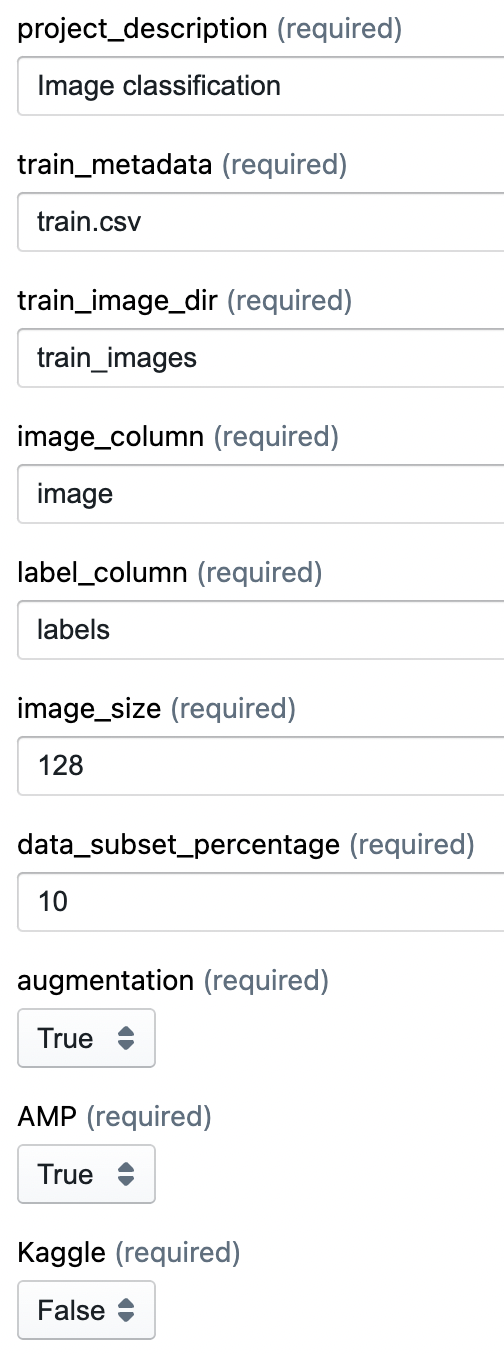 project_description (required)
Image classification
train_metadata (required)
train.csv
train_image_dir (required)
train_images
image_column (required)
image
label_column (required)
labels
image_size (required)
128
data_subset_percentage (required)
10
augmentation (required)
True
AMP (required)
True
Kaggle (required)
False